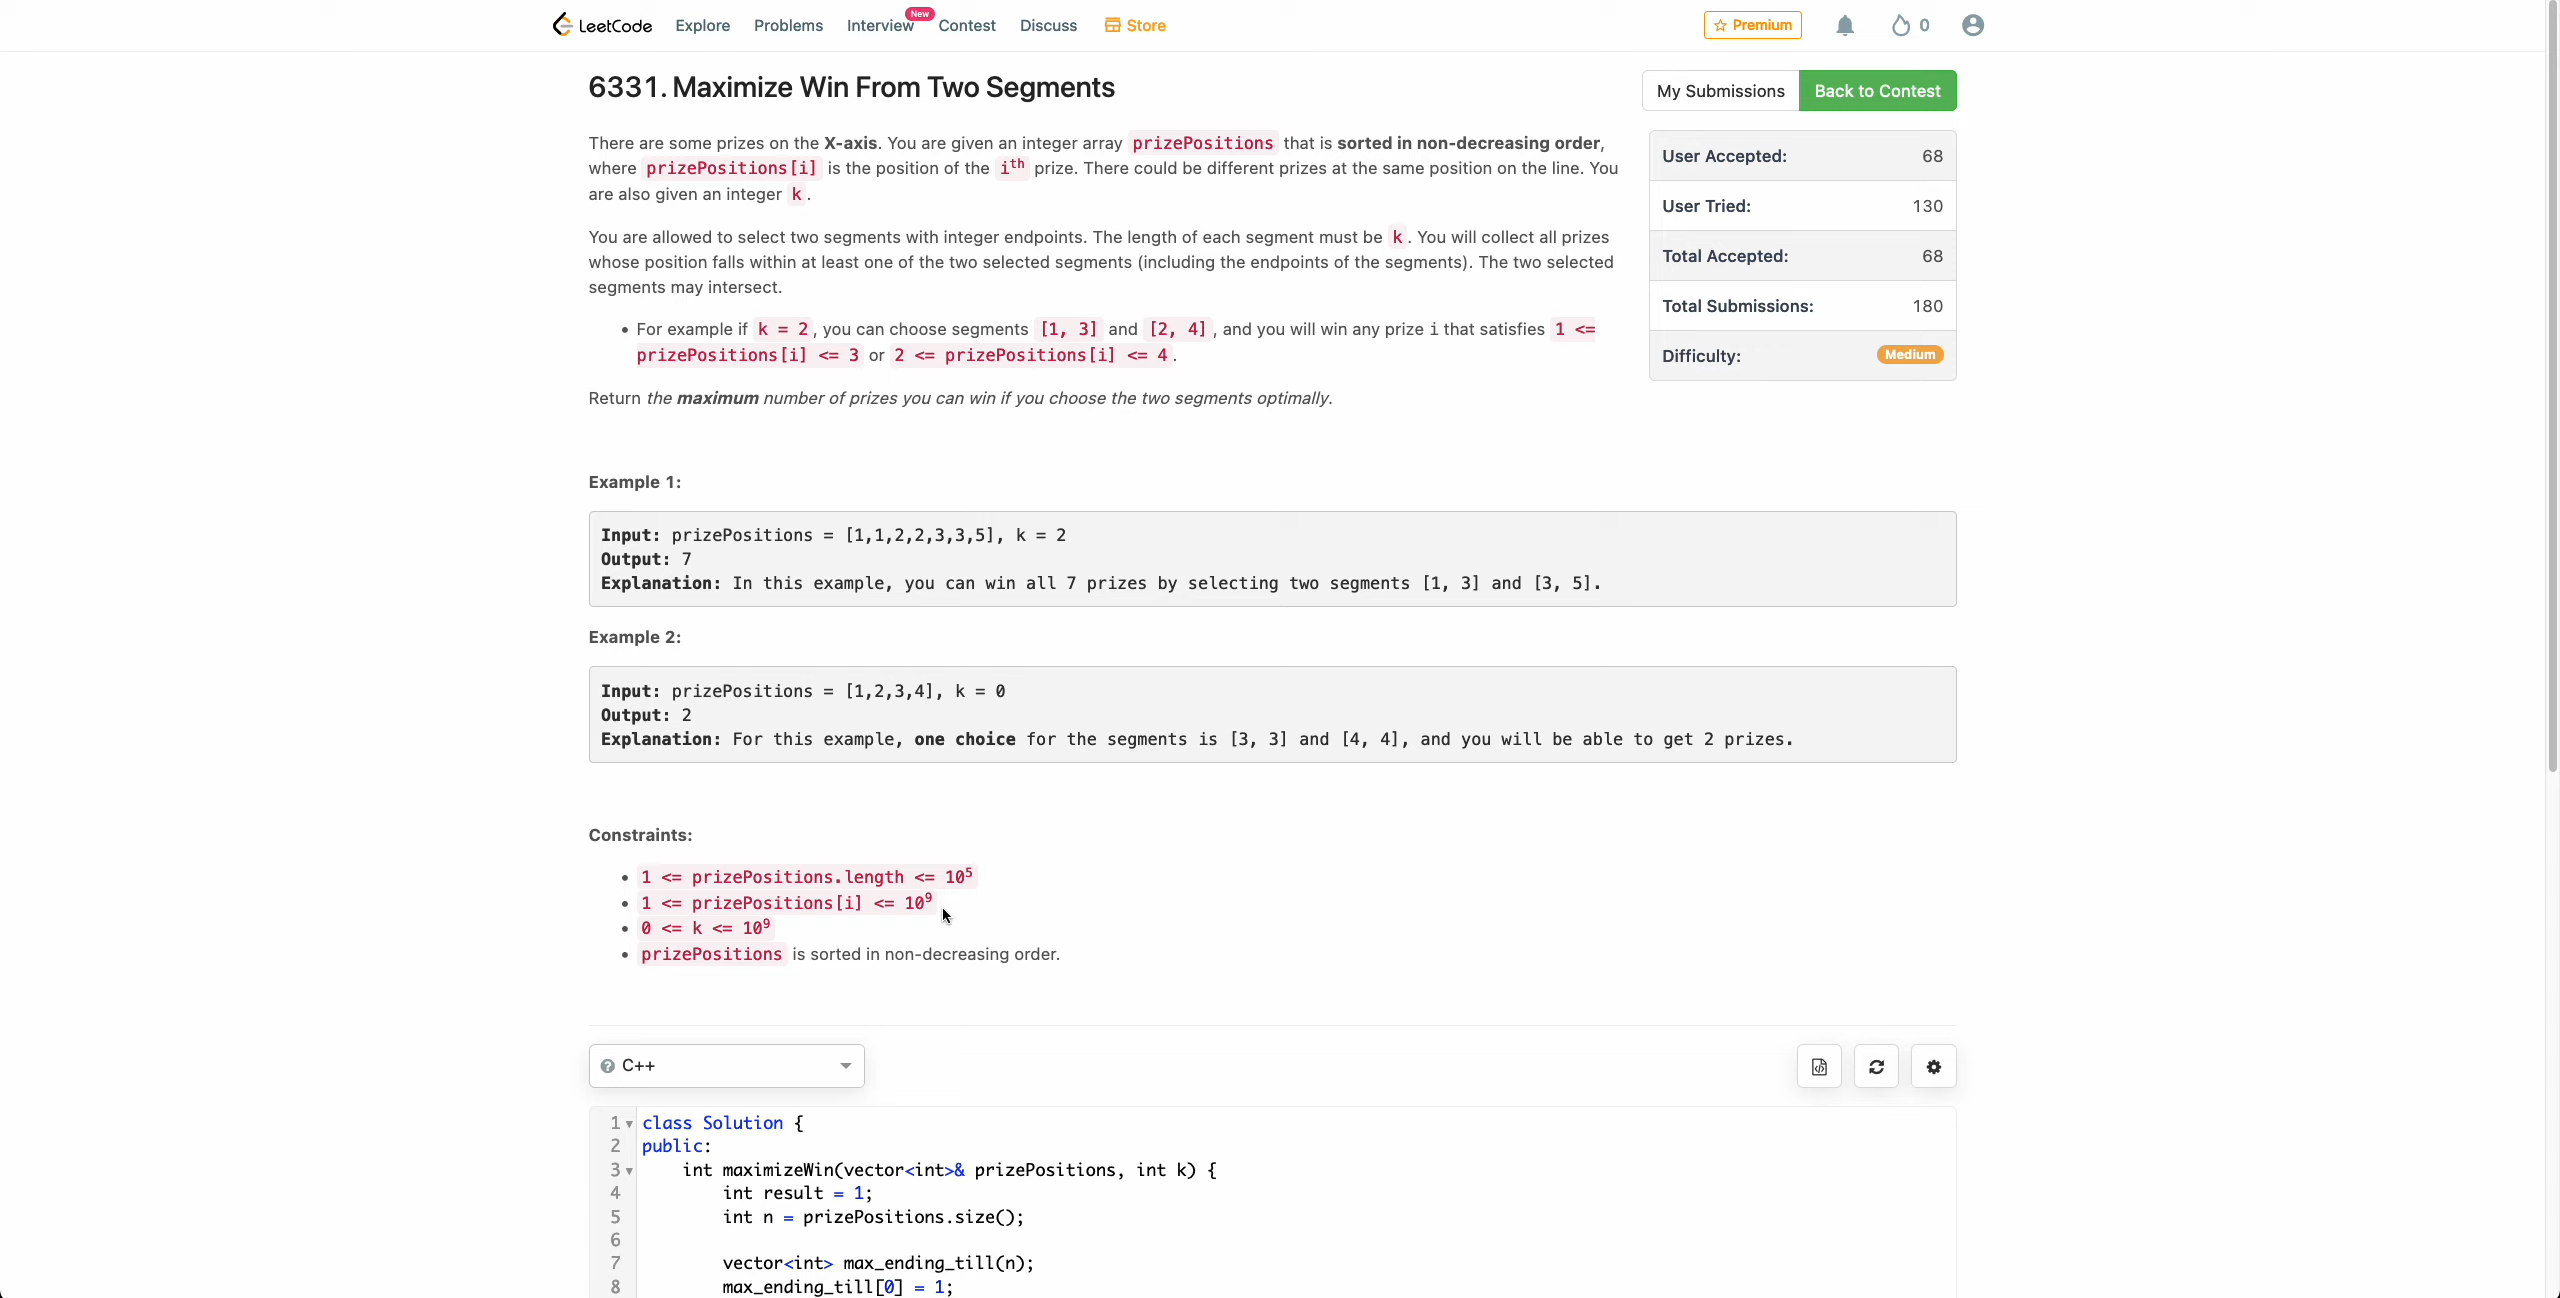 LeetCode Explore Problems Interview New Contest Discuss Store Premium 0
6331. Maximize Win From Two Segments
My Submissions Back to Contest
There are some prizes on the X-axis. You are given an integer array prizePositions that is sorted in non-decreasing order,
where prizePositions[i] is the position of the ith prize. There could be different prizes at the same position on the line. You
are also given an integer k.
You are allowed to select two segments with integer endpoints. The length of each segment must be k. You will collect all prizes
whose position falls within at least one of the two selected segments (including the endpoints of the segments). The two selected
segments may intersect.
• For example if k = 2, you can choose segments [1, 3] and [2, 4], and you will win any prize i that satisfies 1 <=
prizePositions[i] <= 3 or 2 <= prizePositions[i] <= 4.
Return the maximum number of prizes you can win if you choose the two segments optimally.
User Accepted: 68
User Tried: 130
Total Accepted: 68
Total Submissions: 180
Difficulty: Medium
Example 1:
Input: prizePositions = [1,1,2,2,3,3,5], k = 2
Output: 7
Explanation: In this example, you can win all 7 prizes by selecting two segments [1, 3] and [3, 5].
Example 2:
Input: prizePositions = [1,2,3,4], k = 0
Output: 2
Explanation: For this example, one choice for the segments is [3, 3] and [4, 4], and you will be able to get 2 prizes.
Constraints:
• 1 <= prizePositions.length <= 10⁵
• 1 <= prizePositions[i] <= 10⁹
• 0 <= k <= 10⁹
• prizePositions is sorted in non-decreasing order.
C++
1 class Solution {
2 public:
3 int maximizeWin(vector<int>& prizePositions, int k) {
4 int result = 1;
5 int n = prizePositions.size();
6
7 vector<int> max_ending_till(n);
8 max_ending_till[0] = 1;